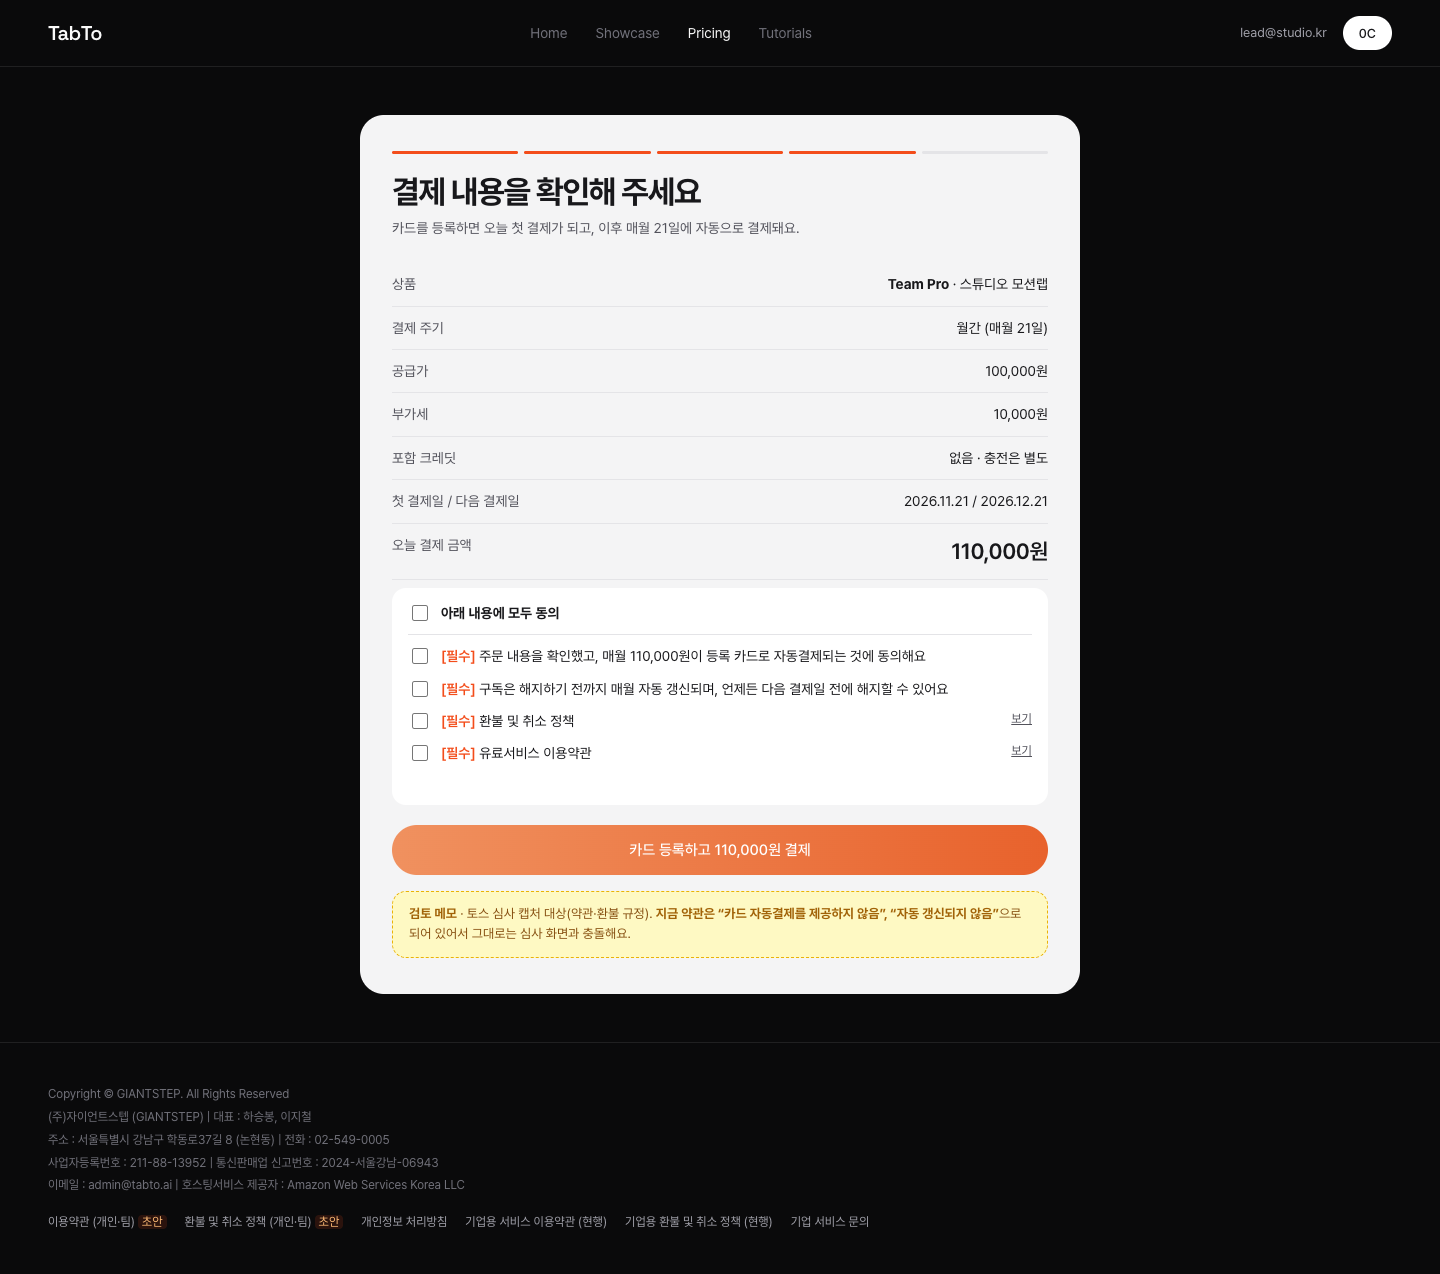 TabTo
Home Showcase Pricing Tutorials
lead@studio.kr 0C
결제 내용을 확인해 주세요
카드를 등록하면 오늘 첫 결제가 되고, 이후 매월 21일에 자동으로 결제돼요.
상품 Team Pro · 스튜디오 모션랩
결제 주기 월간 (매월 21일)
공급가 100,000원
부가세 10,000원
포함 크레딧 없음 · 충전은 별도
첫 결제일 / 다음 결제일 2026.11.21 / 2026.12.21
오늘 결제 금액 110,000원
아래 내용에 모두 동의
[필수] 주문 내용을 확인했고, 매월 110,000원이 등록 카드로 자동결제되는 것에 동의해요
[필수] 구독은 해지하기 전까지 매월 자동 갱신되며, 언제든 다음 결제일 전에 해지할 수 있어요
[필수] 환불 및 취소 정책 보기
[필수] 유료서비스 이용약관 보기
카드 등록하고 110,000원 결제
검토 메모 · 토스 심사 캡처 대상(약관·환불 규정). 지금 약관은 “카드 자동결제를 제공하지 않음”, “자동 갱신되지 않음”으로
되어 있어서 그대로는 심사 화면과 충돌해요.
Copyright © GIANTSTEP. All Rights Reserved
(주)자이언트스텝 (GIANTSTEP) | 대표 : 하승봉, 이지철
주소 : 서울특별시 강남구 학동로37길 8 (논현동) | 전화 : 02-549-0005
사업자등록번호 : 211-88-13952 | 통신판매업 신고번호 : 2024-서울강남-06943
이메일 : admin@tabto.ai | 호스팅서비스 제공자 : Amazon Web Services Korea LLC
이용약관 (개인·팀) 초안 환불 및 취소 정책 (개인·팀) 초안 개인정보 처리방침 기업용 서비스 이용약관 (현행) 기업용 환불 및 취소 정책 (현행) 기업 서비스 문의